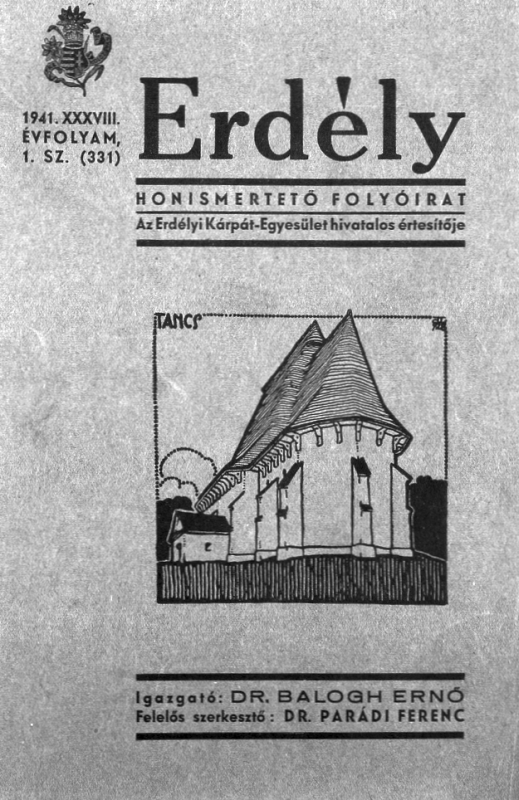 1941. XXXVIII.
ÉVFOLYAM,
1. SZ. (331)
Erdély
HONISMERTETŐ FOLYÓIRAT
Az Erdélyi Kárpát-Egyesület hivatalos értesítője
TANCS
Igazgató: DR. BALOGH ERNŐ
Felelős szerkesztő: DR. PARÁDI FERENC